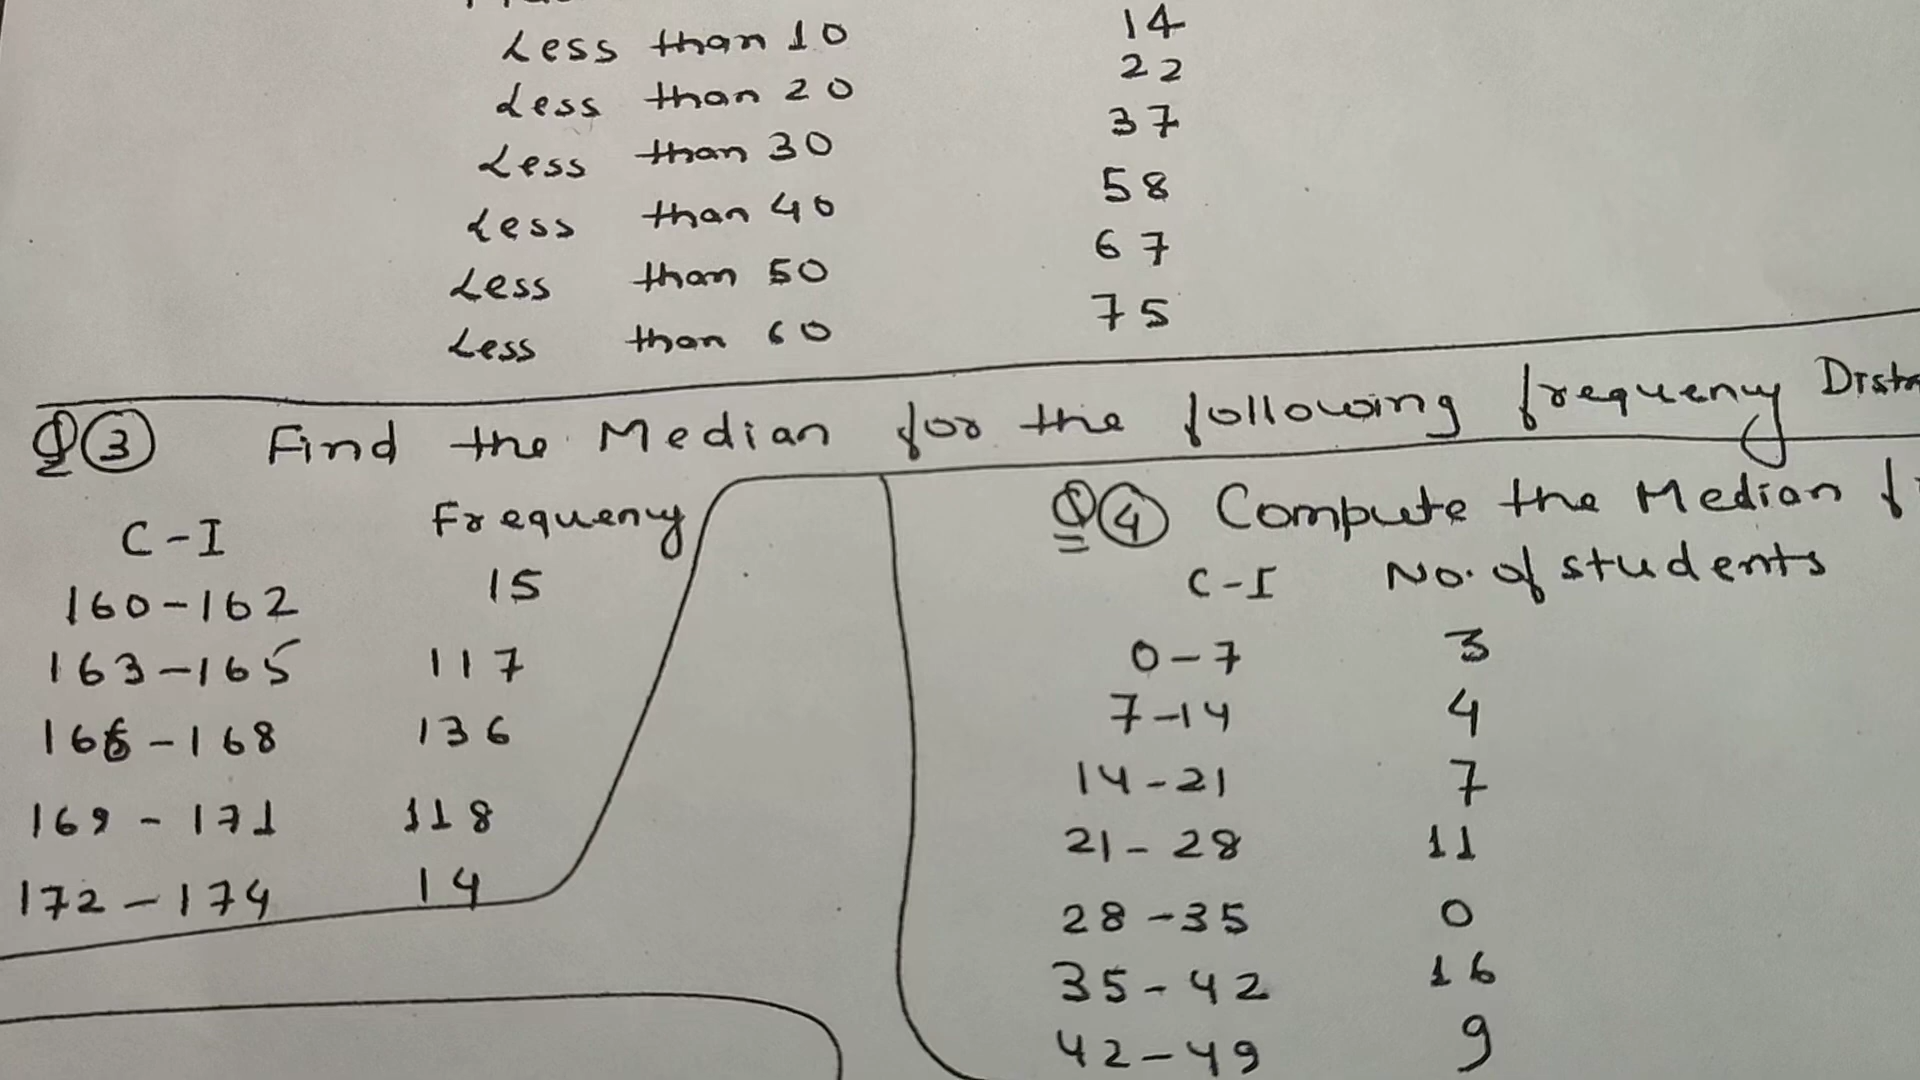 Less than 10 14
Less than 20 22
Less than 30 37
Less than 40 58
Less than 50 67
Less than 60 75
Q3 Find the Median for the following frequency
C-I Frequency
160-162 15
163-165 117
166-168 136
169-171 118
172-174 14
Q4 Compute the Median
C-I No. of students
0-7 3
7-14 4
14-21 7
21-28 11
28-35 0
35-42 16
42-49 9